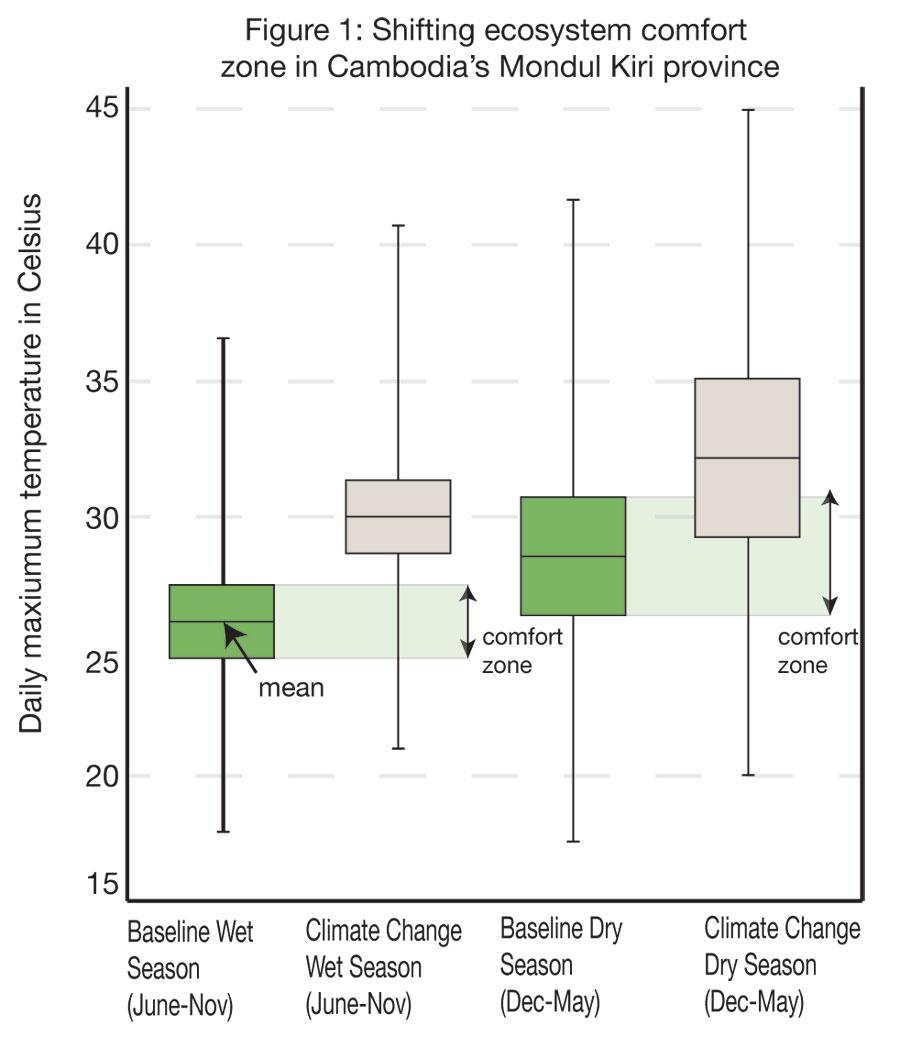 Figure 1: Shifting ecosystem comfort
zone in Cambodia's Mondul Kiri province
Daily maxiumum temperature in Celsius
45
40
35
30
25
20
15
mean
comfort
zone
comfort
zone
Baseline Wet
Season
(June-Nov)
Climate Change
Wet Season
(June-Nov)
Baseline Dry
Season
(Dec-May)
Climate Change
Dry Season
(Dec-May)